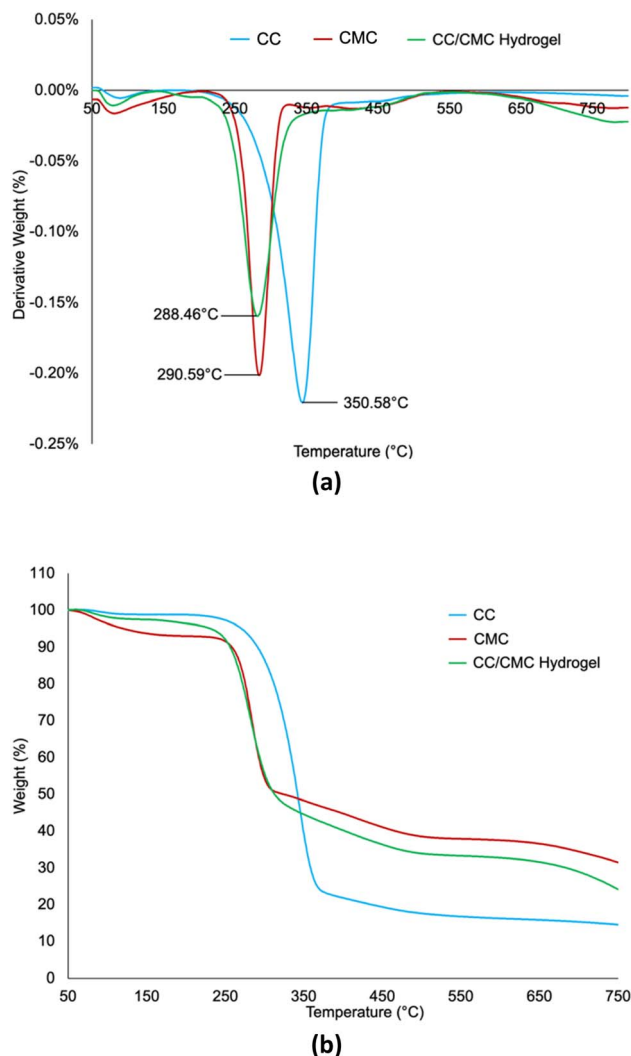 0.05%
CC CMC CC/CMC Hydrogel
0.00%
50 150 250 350 450 550 650 750
-0.05%
-0.10%
-0.15%
-0.20%
-0.25%
Derivative Weight (%)
288.46°C
290.59°C
350.58°C
Temperature (°C)
(a)
110
100
90
80
70
60
50
40
30
20
10
0
Weight (%)
CC
CMC
CC/CMC Hydrogel
50 150 250 350 450 550 650 750
Temperature (°C)
(b)